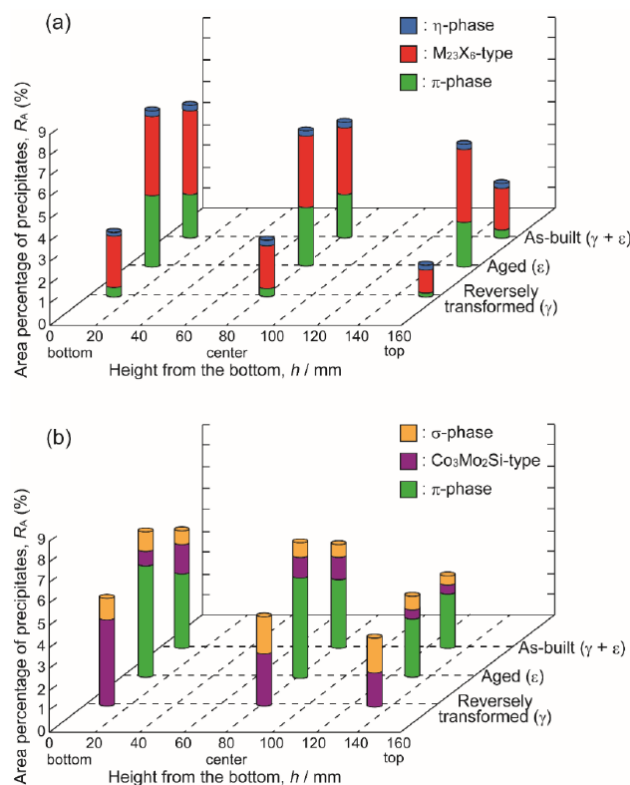 (a)
: η-phase
: M₂₃X₆-type
: π-phase
Area percentage of precipitates, R_A (%)
9
8
7
6
5
4
3
2
1
0
As-built (γ + ε)
Aged (ε)
Reversely
transformed (γ)
20 40 60 80 100 120 140 160
bottom center top
Height from the bottom, h / mm
(b)
: σ-phase
: Co₃Mo₂Si-type
: π-phase
Area percentage of precipitates, R_A (%)
9
8
7
6
5
4
3
2
1
0
As-built (γ + ε)
Aged (ε)
Reversely
transformed (γ)
20 40 60 80 100 120 140 160
bottom center top
Height from the bottom, h / mm